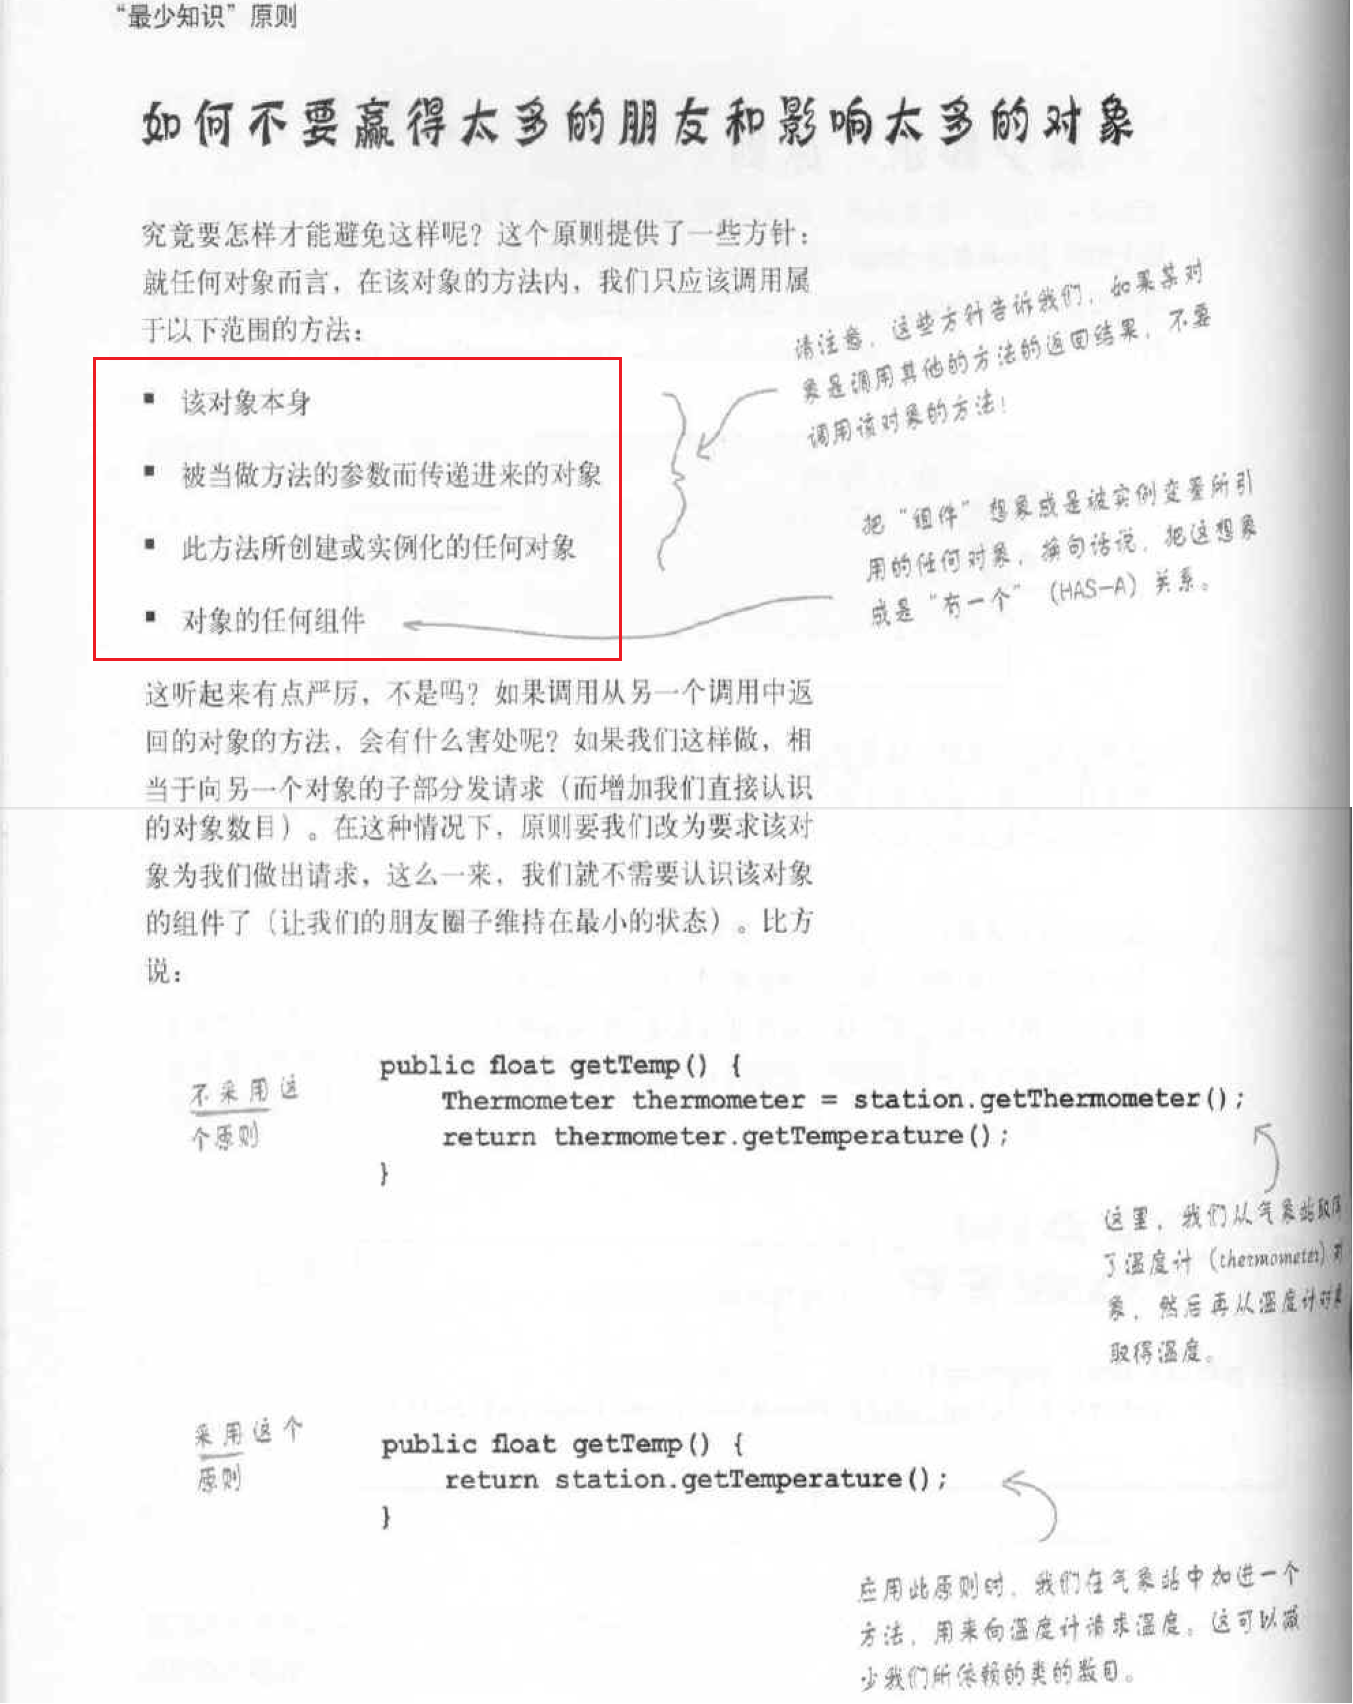 “最少知识”原则
如何不要赢得太多的朋友和影响太多的对象
究竟要怎样才能避免这样呢？这个原则提供了一些方针：
就任何对象而言，在该对象的方法内，我们只应该调用属
于以下范围的方法：
■ 该对象本身
■ 被当做方法的参数而传递进来的对象
■ 此方法所创建或实例化的任何对象
■ 对象的任何组件
请注意，这些方针告诉我们，如果某对
象是调用其他的方法的返回结果，不要
调用该对象的方法！
把“组件”想象成是被实例变量所引
用的任何对象，换句话说，把这想象
成是“有一个”（HAS-A）关系。
这听起来有点严厉，不是吗？如果调用从另一个调用中返
回的对象的方法，会有什么害处呢？如果我们这样做，相
当于向另一个对象的子部分发请求（而增加我们直接认识
的对象数目）。在这种情况下，原则要我们改为要求该对
象为我们做出请求，这么一来，我们就不需要认识该对象
的组件了（让我们的朋友圈子维持在最小的状态）。比方
说：
不采用这
个原则
public float getTemp() {
Thermometer thermometer = station.getThermometer();
return thermometer.getTemperature();
}
这里，我们从气象站取得
了温度计（thermometer）对
象，然后再从温度计对象
取得温度。
采用这个
原则
public float getTemp() {
return station.getTemperature();
}
应用此原则时，我们在气象站中加进一个
方法，用来向温度计请求温度。这可以减
少我们所依赖的类的数目。